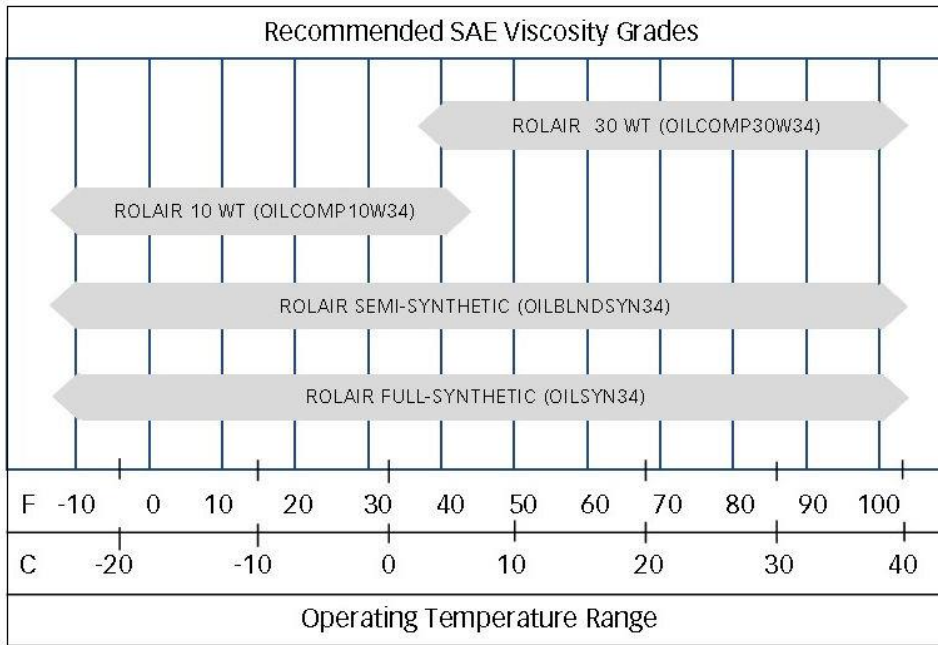 Recommended SAE Viscosity Grades
ROLAIR 30 WT (OILCOMP30W34)
ROLAIR 10 WT (OILCOMP10W34)
ROLAIR SEMI-SYNTHETIC (OILBLNDSYN34)
ROLAIR FULL-SYNTHETIC (OILSYN34)
F -10 0 10 20 30 40 50 60 70 80 90 100
C -20 -10 0 10 20 30 40
Operating Temperature Range